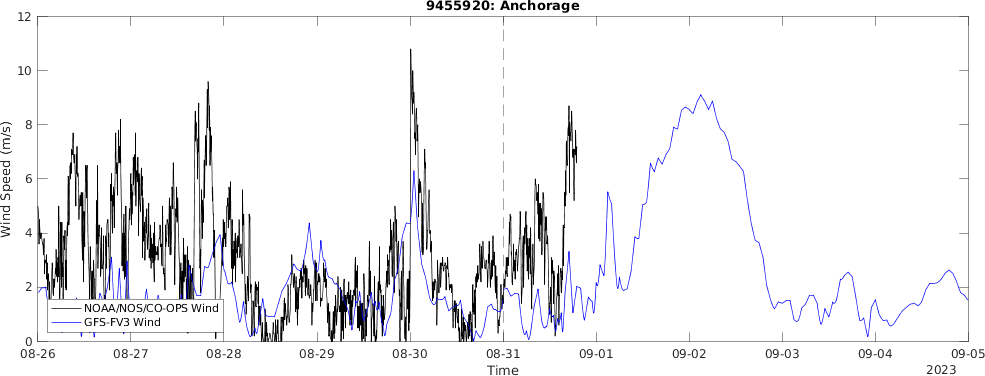 9455920: Anchorage
12
10
8
6
4
2
0
Wind Speed (m/s)
NOAA/NOS/CO-OPS Wind
GFS-FV3 Wind
08-26 08-27 08-28 08-29 08-30 08-31 09-01 09-02 09-03 09-04 09-05
Time
2023